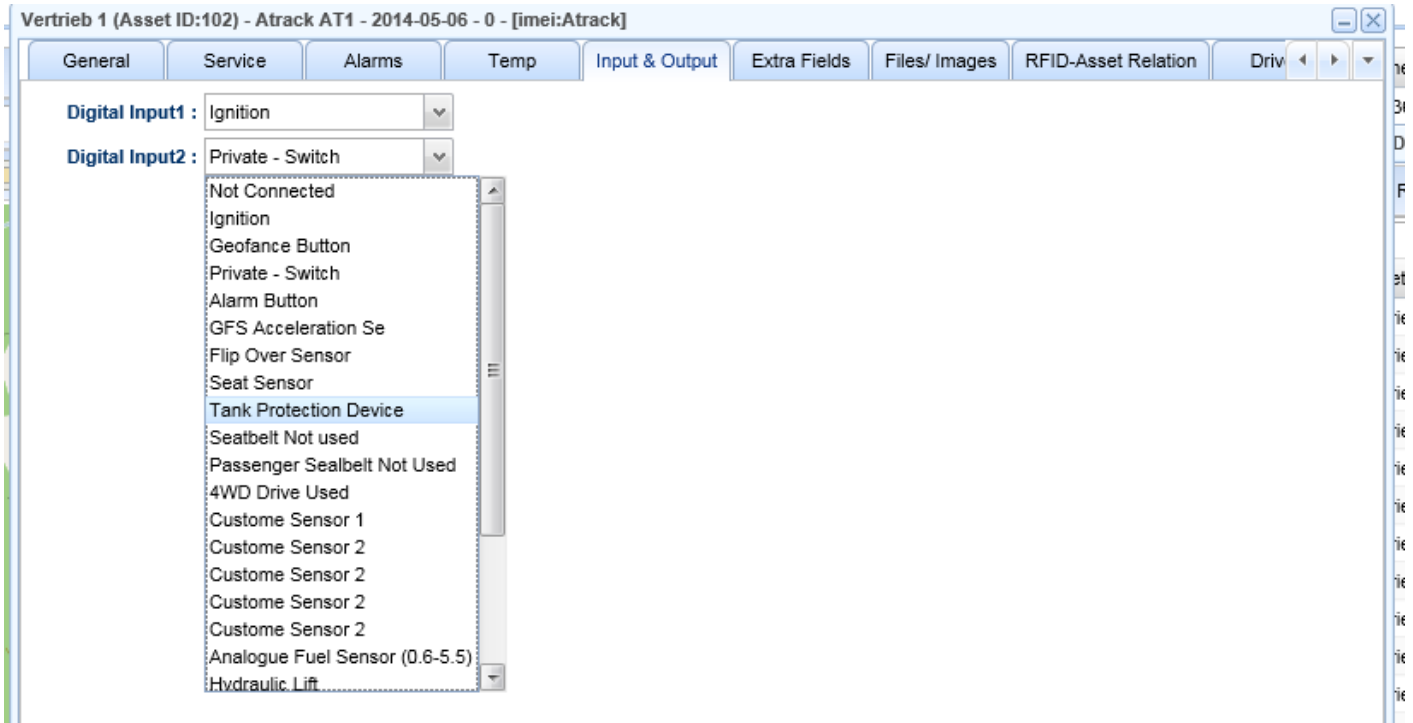 Vertrieb 1 (Asset ID:102) - Atrack AT1 - 2014-05-06 - 0 - [imei:Atrack]
General Service Alarms Temp Input & Output Extra Fields Files/ Images RFID-Asset Relation Driv
Digital Input1 : Ignition
Digital Input2 : Private - Switch
Not Connected
Ignition
Geofance Button
Private - Switch
Alarm Button
GFS Acceleration Se
Flip Over Sensor
Seat Sensor
Tank Protection Device
Seatbelt Not used
Passenger Sealbelt Not Used
4WD Drive Used
Custome Sensor 1
Custome Sensor 2
Custome Sensor 2
Custome Sensor 2
Custome Sensor 2
Analogue Fuel Sensor (0.6-5.5)
Hydraulic Lift